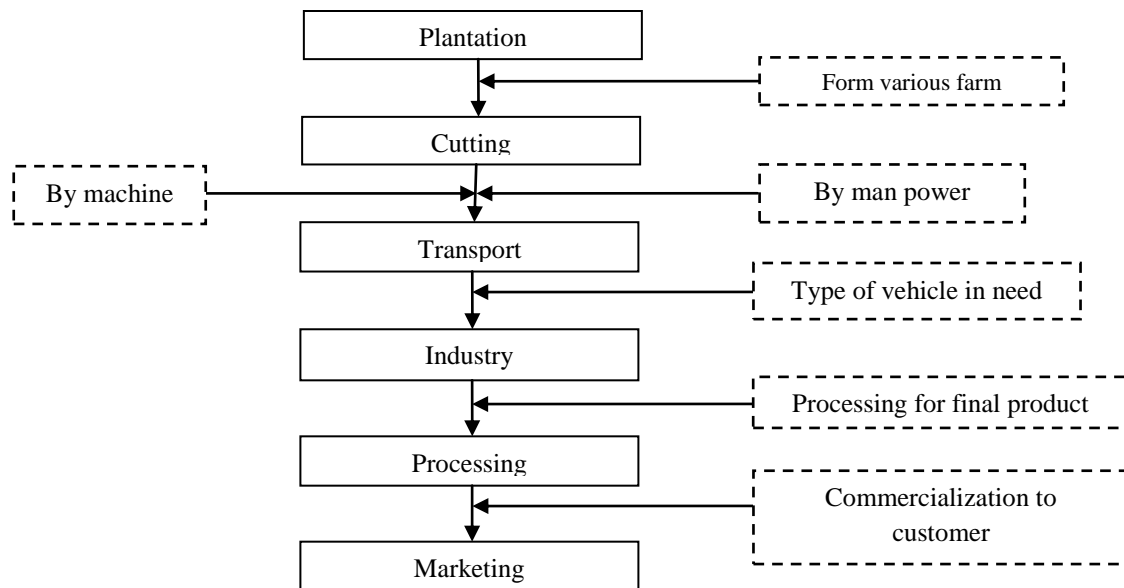 Plantation
Form various farm
Cutting
By machine
By man power
Transport
Type of vehicle in need
Industry
Processing for final product
Processing
Commercialization to
customer
Marketing